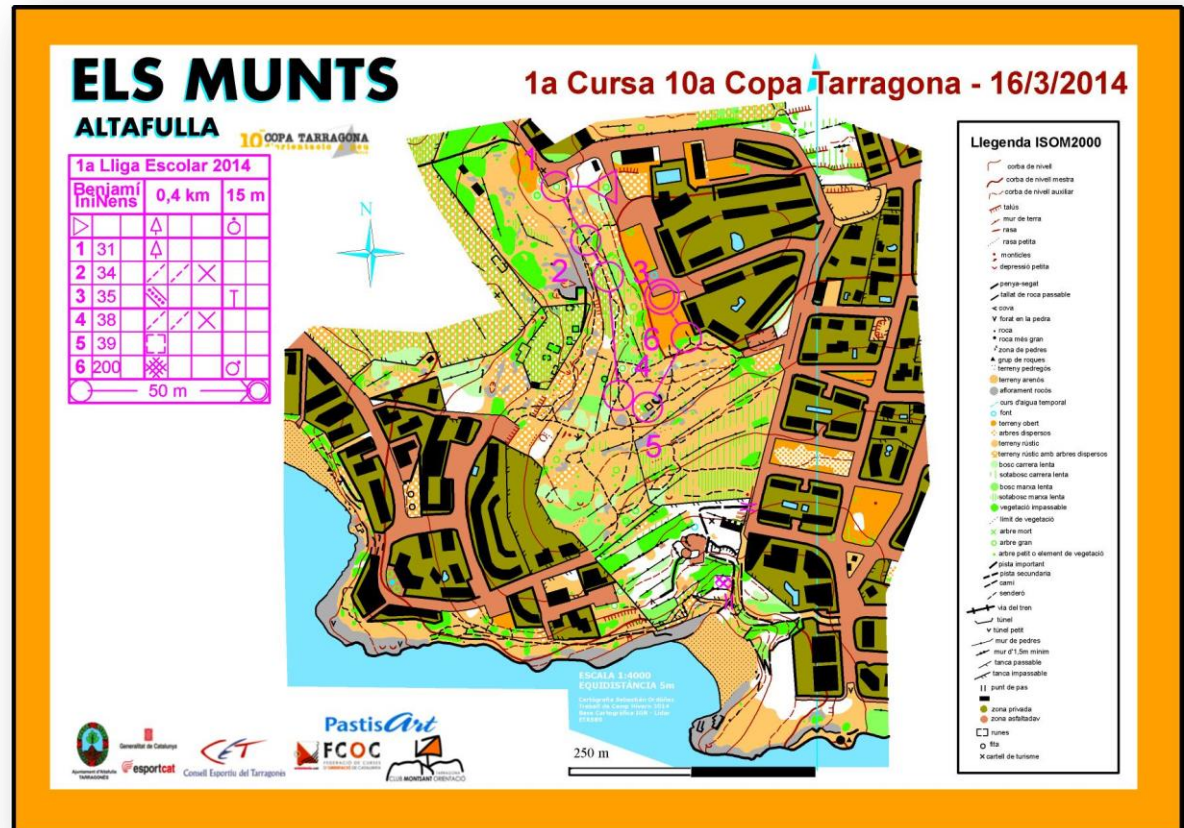 ELS MUNTS
ALTAFULLA
10 COPA TARRAGONA
1a Cursa 10a Copa Tarragona - 16/3/2014
1a Lliga Escolar 2014
Benjamí IniNens 0,4 km 15 m
1 31
2 34
3 35
4 38
5 39
6 200
50 m
N
1
2
3
6
4
5
Llegenda ISOM2000
corba de nivell
corba de nivell mestra
corba de nivell auxiliar
talús
mur de terra
rasa
rasa petita
monticles
depressió petita
penya-segat
tallat de roca passable
cova
forat en la pedra
roca
roca més gran
zona de pedres
grup de roques
terreny pedregós
terreny arenós
aflorament rocós
curs d'aigua temporal
font
terreny obert
arbres dispersos
terreny rústic
terreny rústic amb arbres dispersos
bosc carrera lenta
sotabosc carrera lenta
bosc marxa lenta
sotabosc marxa lenta
vegetació impassable
límit de vegetació
arbre mort
arbre gran
arbre petit o element de vegetació
pista important
pista secundaria
camí
senderó
via del tren
túnel
túnel petit
mur de pedres
mur d'1,5m mínim
tanca passable
tanca impassable
punt de pas
zona privada
zona asfaltadav
runes
fita
cartell de turisme
ESCALA 1:4000
EQUIDISTÀNCIA 5m
250 m
PastisArt
Generalitat de Catalunya
esportcat
CET
Consell Esportiu del Tarragonès
FCOC
CLUB MONTSANT ORIENTACIÓ
TARRAGONÈS